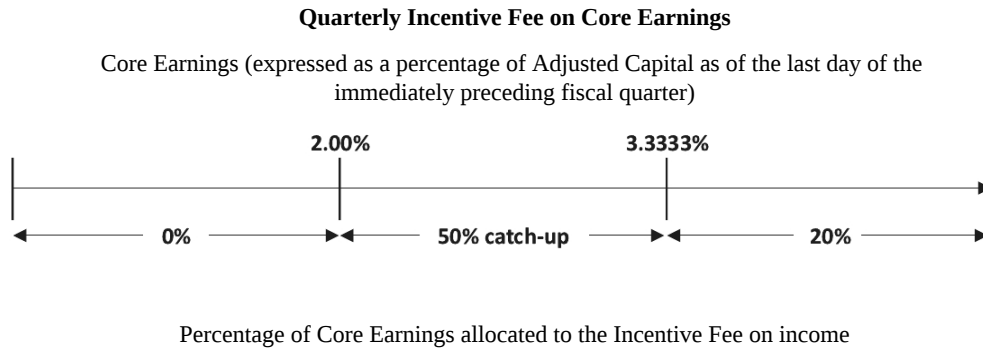 Quarterly Incentive Fee on Core Earnings
Core Earnings (expressed as a percentage of Adjusted Capital as of the last day of the
immediately preceding fiscal quarter)
2.00% 3.3333%
0% 50% catch-up 20%
Percentage of Core Earnings allocated to the Incentive Fee on income